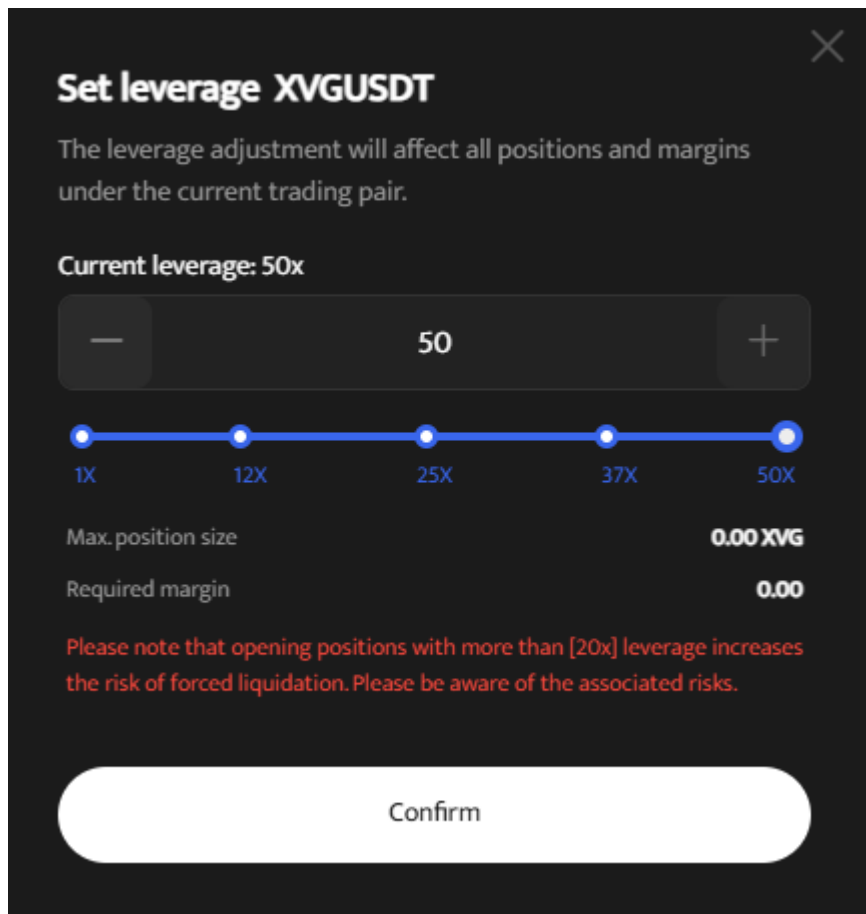 Set leverage XVGUSDT
The leverage adjustment will affect all positions and margins
under the current trading pair.
Current leverage: 50x
50
1X 12X 25X 37X 50X
Max. position size 0.00 XVG
Required margin 0.00
Please note that opening positions with more than [20x] leverage increases
the risk of forced liquidation. Please be aware of the associated risks.
Confirm